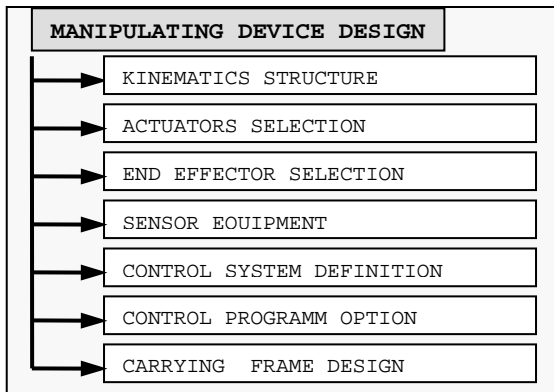 MANIPULATING DEVICE DESIGN
KINEMATICS STRUCTURE
ACTUATORS SELECTION
END EFFECTOR SELECTION
SENSOR EQUIPMENT
CONTROL SYSTEM DEFINITION
CONTROL PROGRAMM OPTION
CARRYING FRAME DESIGN